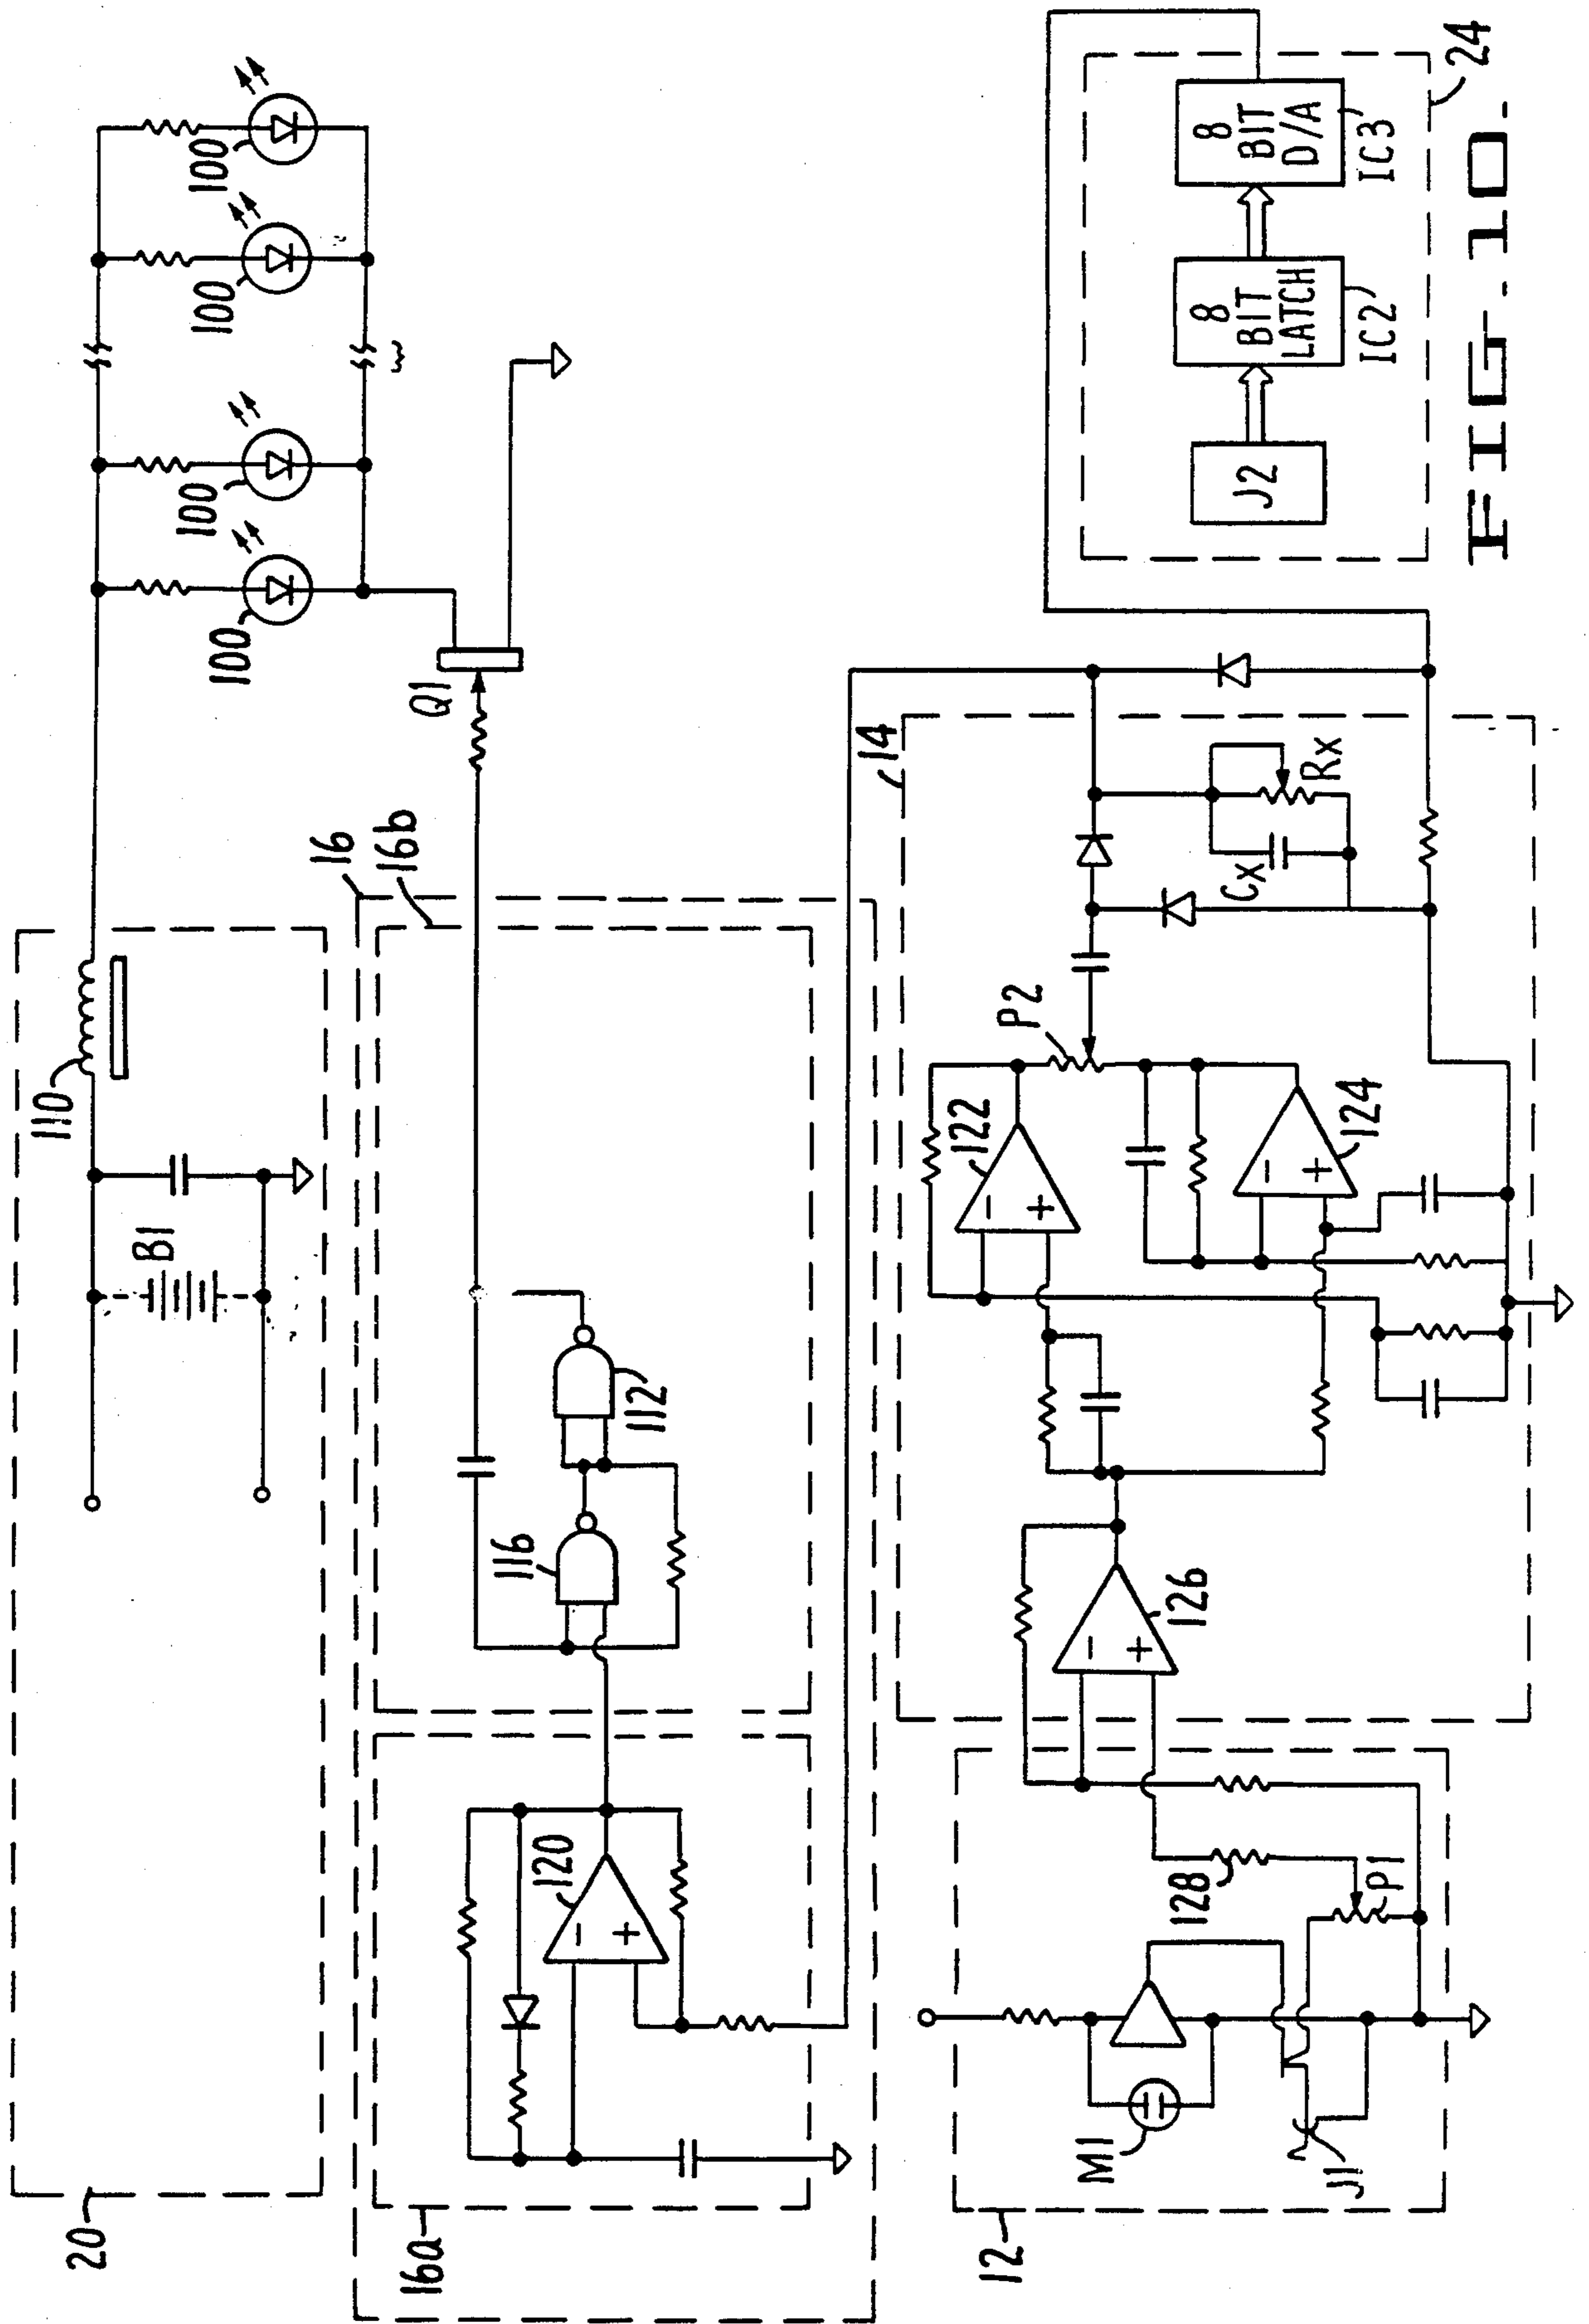 20
110
B1
100
100
100
100
Q1
16
16b
16a
116
112
120
-
+
14
122
-
+
124
-
+
P2
Cx
Rx
126
-
+
12
M1
J1
128
P1
24
J2
8
BIT
LATCH
IC2
8
BIT
D/A
IC3
FIG. 10.